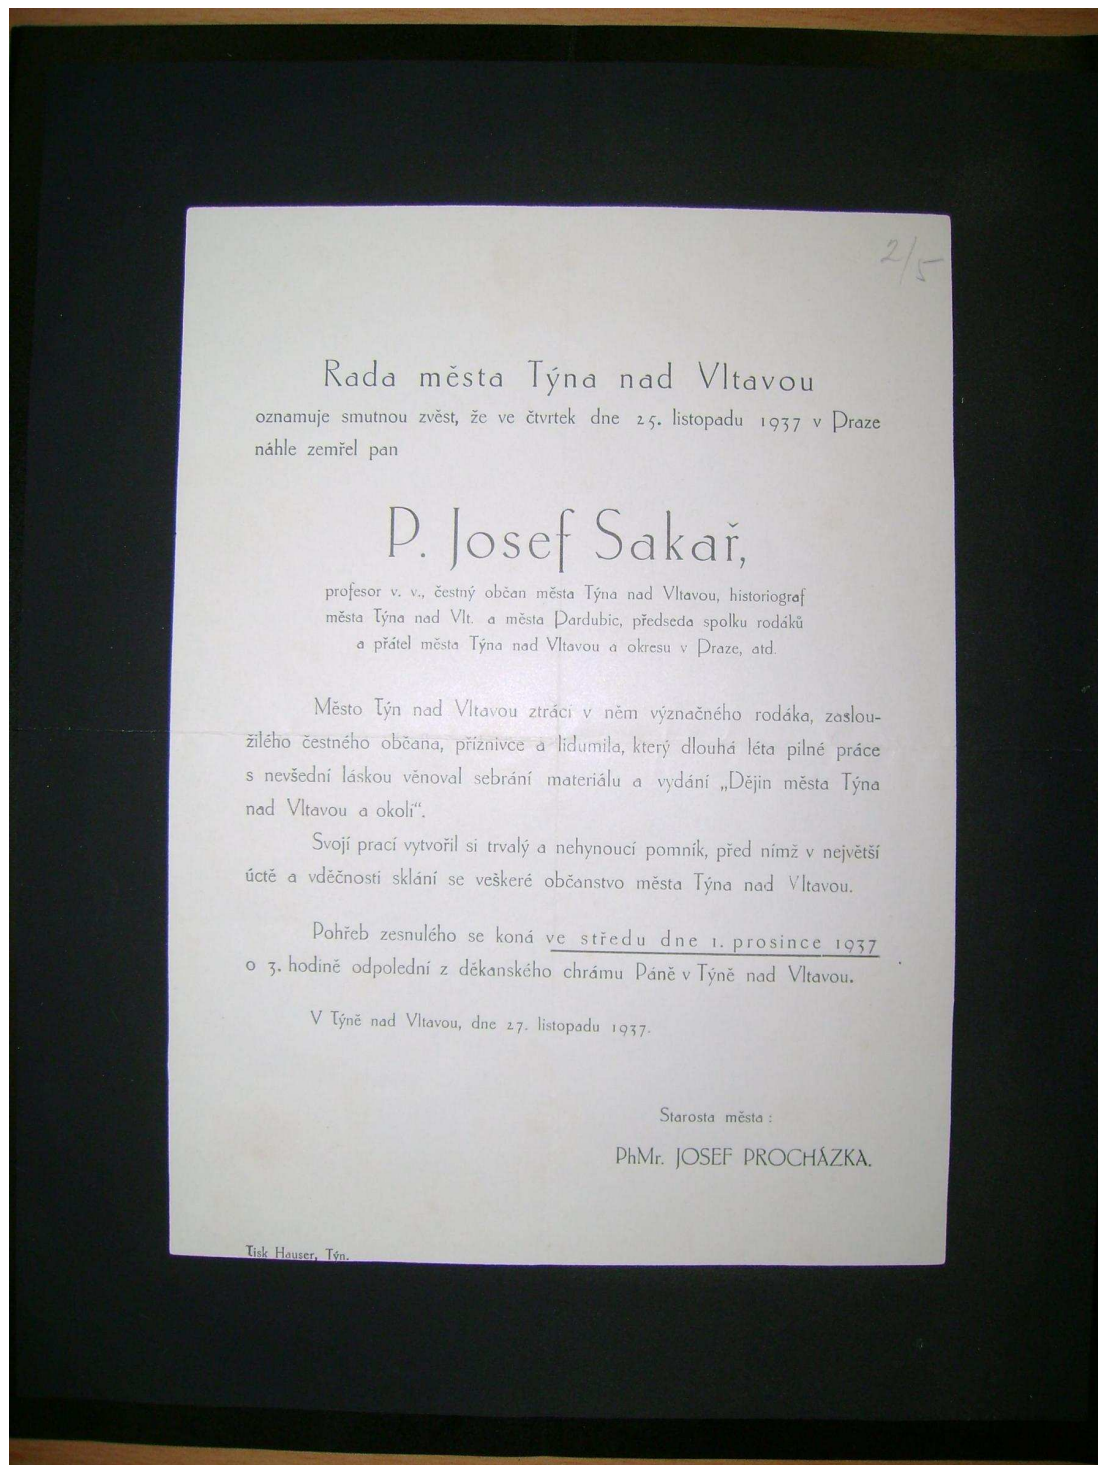 2/5
Rada města Týna nad Vltavou
oznamuje smutnou zvěst, že ve čtvrtek dne 25. listopadu 1937 v Praze
náhle zemřel pan
P. Josef Sakař,
profesor v. v., čestný občan města Týna nad Vltavou, historiograf
města Týna nad Vlt. a města Pardubic, předseda spolku rodáků
a přátel města Týna nad Vltavou a okresu v Praze, atd.
Město Týn nad Vltavou ztrácí v něm význačného rodáka, zaslou-
žilého čestného občana, příznivce a lidumila, který dlouhá léta pilné práce
s nevšední láskou věnoval sebrání materiálu a vydání „Dějin města Týna
nad Vltavou a okolí“.
Svojí prací vytvořil si trvalý a nehynoucí pomník, před nímž v největší
úctě a vděčnosti sklání se veškeré občanstvo města Týna nad Vltavou.
Pohřeb zesnulého se koná ve středu dne 1. prosince 1937
o 3. hodině odpolední z děkanského chrámu Páně v Týně nad Vltavou.
V Týně nad Vltavou, dne 27. listopadu 1937.
Starosta města :
PhMr. JOSEF PROCHÁZKA.
Tisk Hauser, Týn.